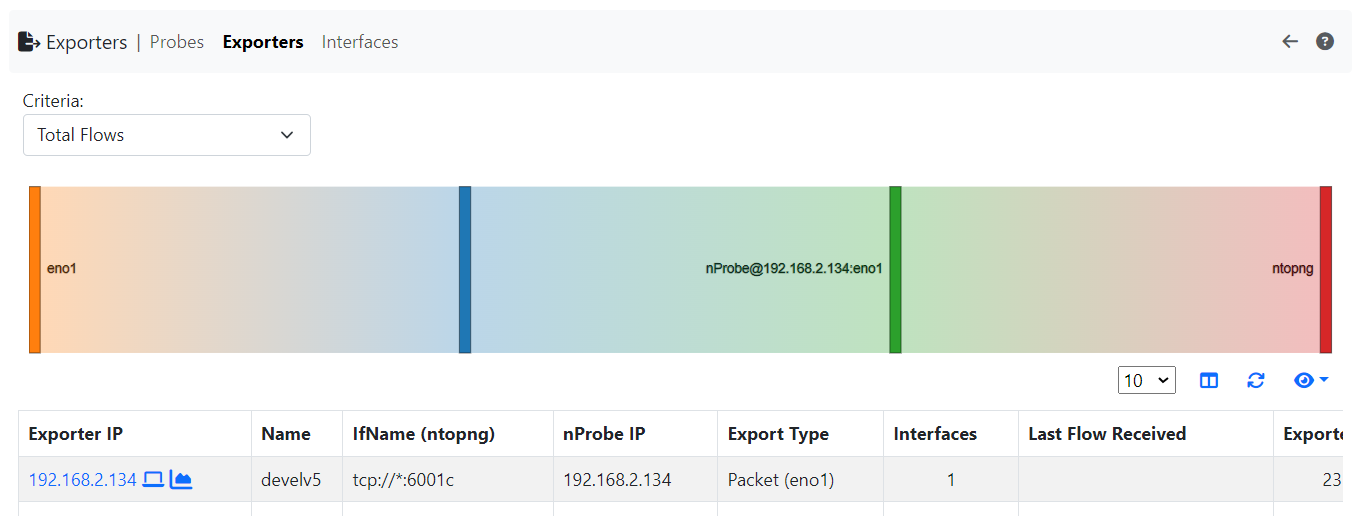 Exporters | Probes Exporters Interfaces
Criteria:
Total Flows
eno1 nProbe@192.168.2.134:eno1 ntopng
10
Exporter IP Name IfName (ntopng) nProbe IP Export Type Interfaces Last Flow Received Exporte
192.168.2.134 develv5 tcp://*:6001c 192.168.2.134 Packet (eno1) 1 23